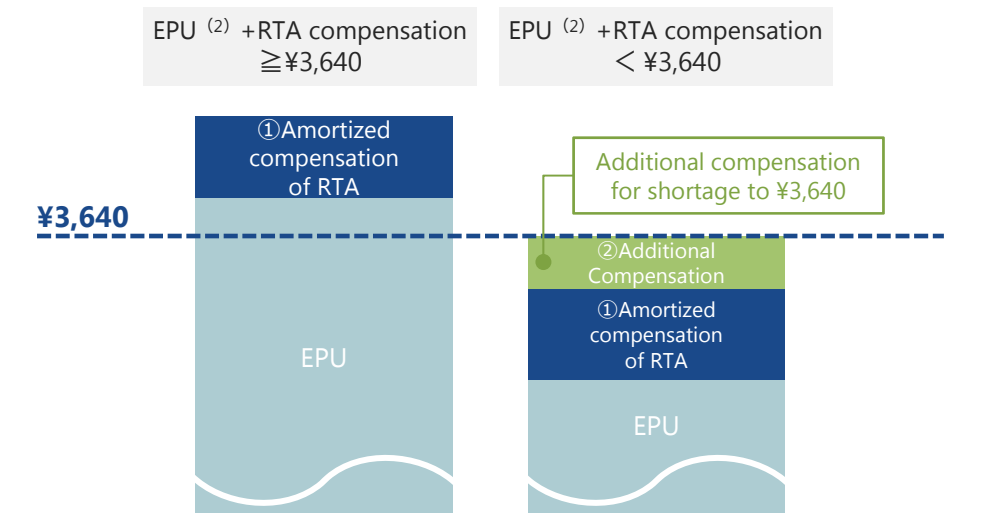 EPU (2) +RTA compensation
≧¥3,640
EPU (2) +RTA compensation
＜ ¥3,640
①Amortized
compensation
of RTA
Additional compensation
for shortage to ¥3,640
¥3,640
②Additional
Compensation
①Amortized
compensation
of RTA
EPU
EPU